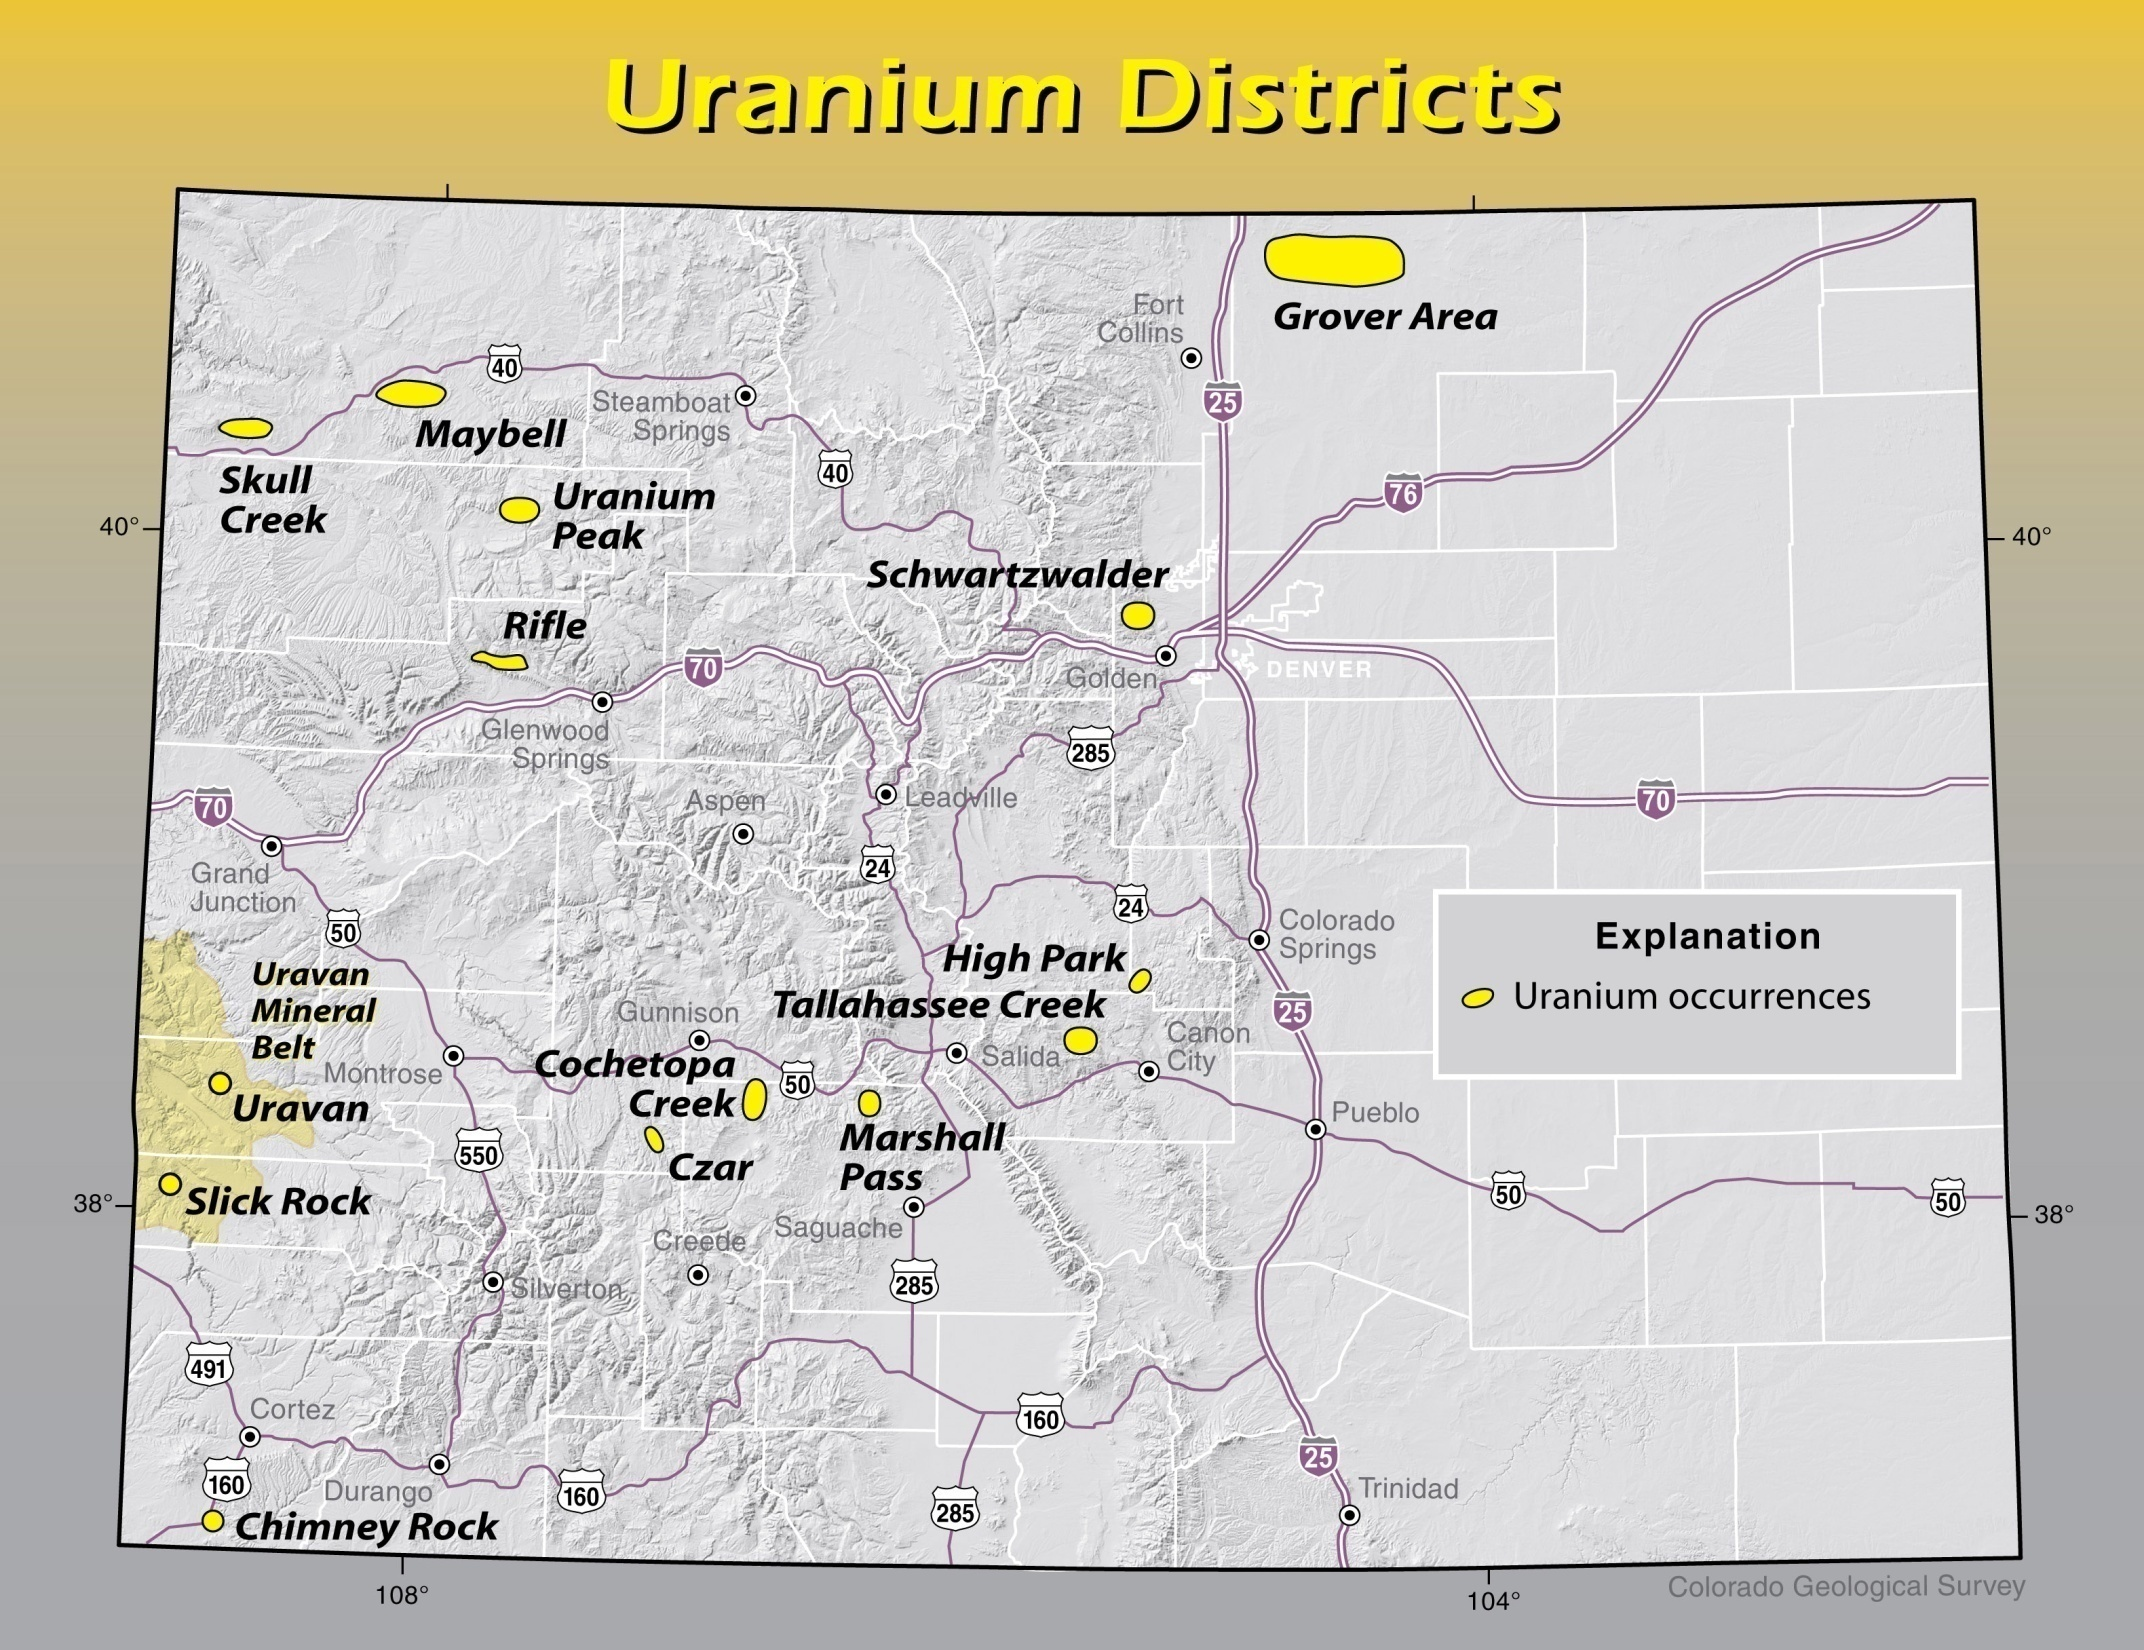 Uranium Districts
Grover Area
Fort
Collins
25
40
Steamboat
Springs
Maybell
40
Skull
Creek
Uranium
Peak
76
40°
40°
Schwartzwalder
Rifle
70
Golden
DENVER
Glenwood
Springs
285
Aspen
Leadville
70
70
Grand
Junction
24
24
50
Colorado
Springs
Explanation
Uranium occurrences
High Park
Uravan
Mineral
Belt
Tallahassee Creek
25
Gunnison
Canon
City
Salida
Montrose
Cochetopa
Creek
50
Uravan
Pueblo
Marshall
Pass
550
Czar
Slick Rock
50
50
38°
38°
Saguache
Creede
Silverton
285
491
Cortez
160
25
160
Durango
160
285
Trinidad
Chimney Rock
108°
104°
Colorado Geological Survey